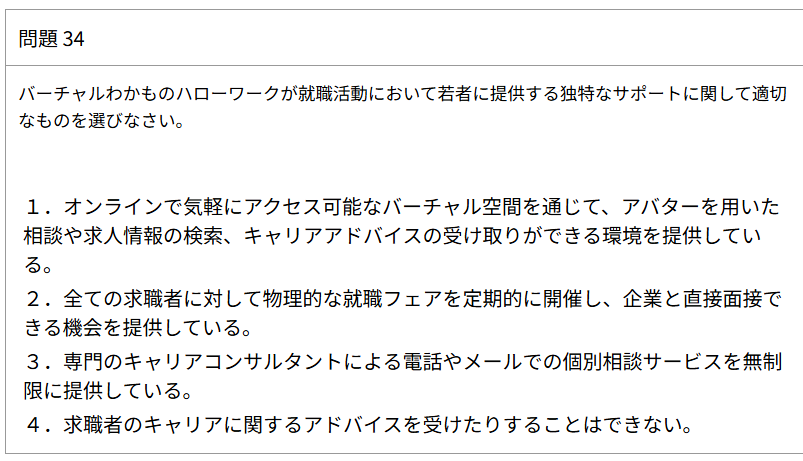 問題 34
バーチャルわかものハローワークが就職活動において若者に提供する独特なサポートに関して適切
なものを選びなさい。
１．オンラインで気軽にアクセス可能なバーチャル空間を通じて、アバターを用いた
相談や求人情報の検索、キャリアアドバイスの受け取りができる環境を提供してい
る。
２．全ての求職者に対して物理的な就職フェアを定期的に開催し、企業と直接面接で
きる機会を提供している。
３．専門のキャリアコンサルタントによる電話やメールでの個別相談サービスを無制
限に提供している。
４．求職者のキャリアに関するアドバイスを受けたりすることはできない。